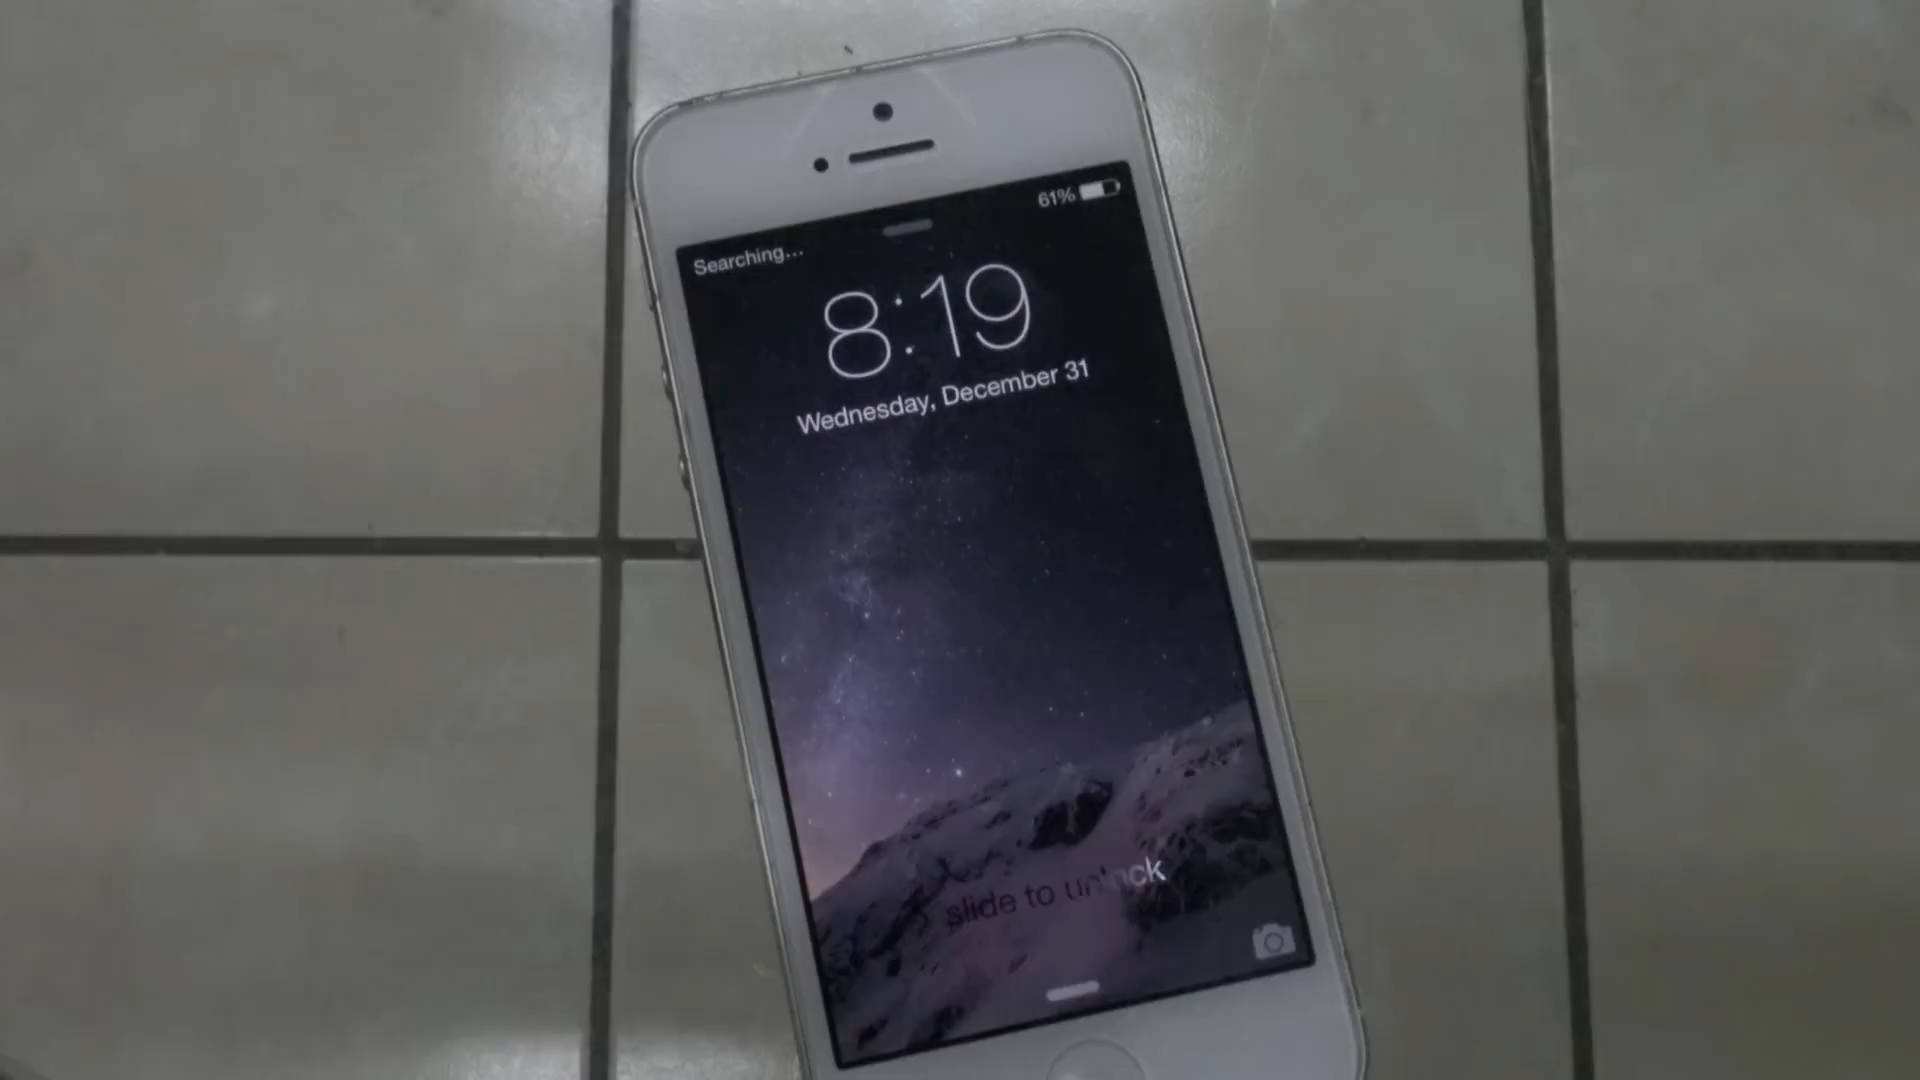 61%
Searching...
8:19
Wednesday, December 31
slide to unlock